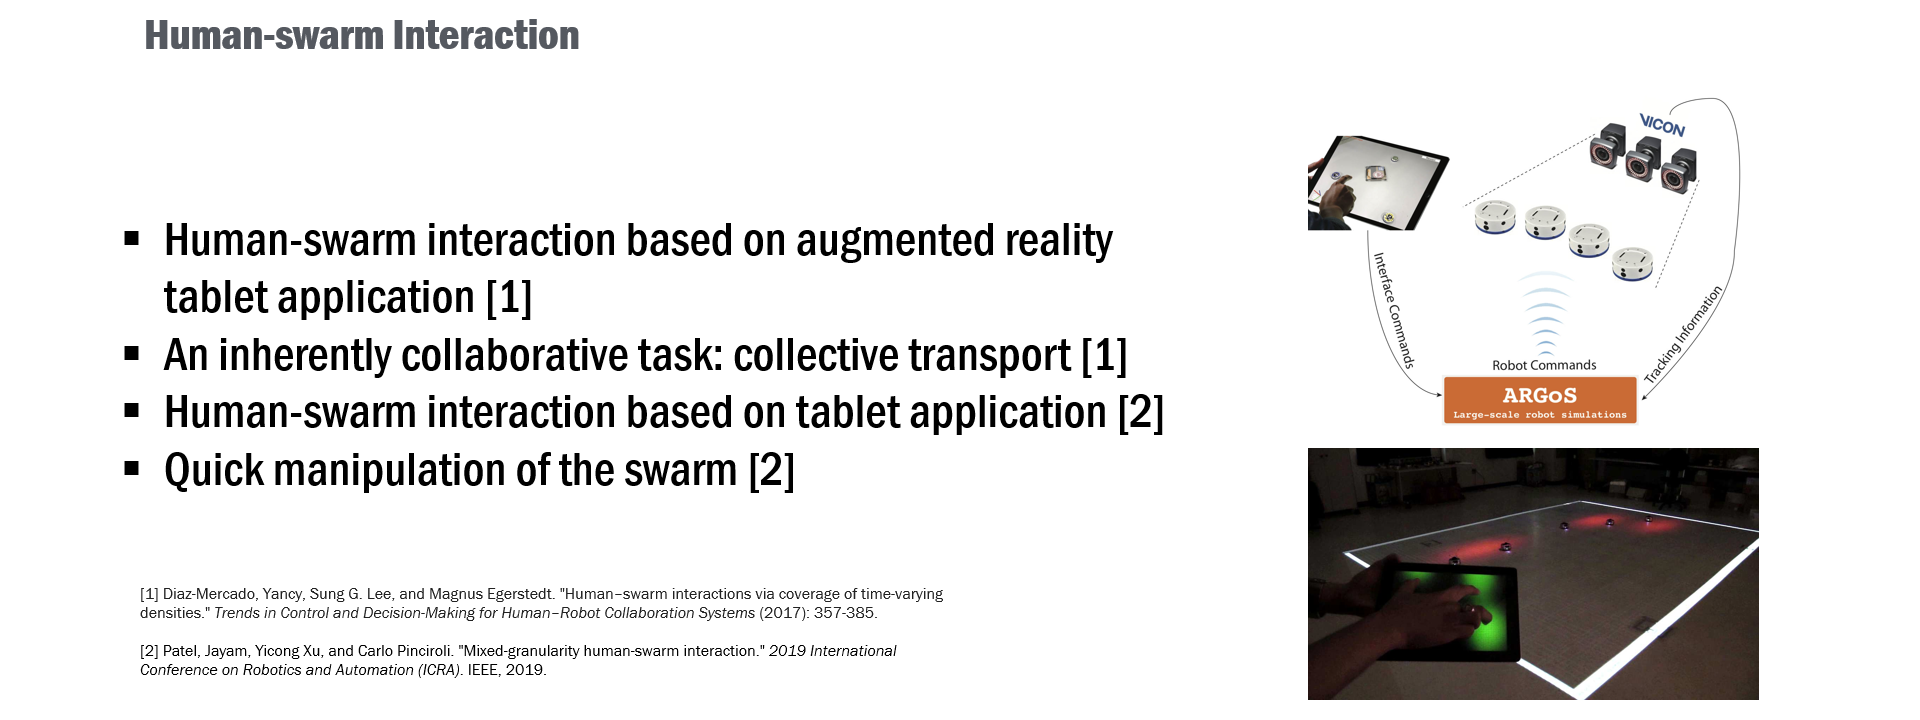 Human-swarm Interaction
▪ Human-swarm interaction based on augmented reality
tablet application [1]
▪ An inherently collaborative task: collective transport [1]
▪ Human-swarm interaction based on tablet application [2]
▪ Quick manipulation of the swarm [2]
[1] Diaz-Mercado, Yancy, Sung G. Lee, and Magnus Egerstedt. "Human–swarm interactions via coverage of time-varying
densities." Trends in Control and Decision-Making for Human–Robot Collaboration Systems (2017): 357-385.
[2] Patel, Jayam, Yicong Xu, and Carlo Pinciroli. "Mixed-granularity human-swarm interaction." 2019 International
Conference on Robotics and Automation (ICRA). IEEE, 2019.
VICON
Interface Commands
Tracking Information
Robot Commands
ARGoS
Large-scale robot simulations